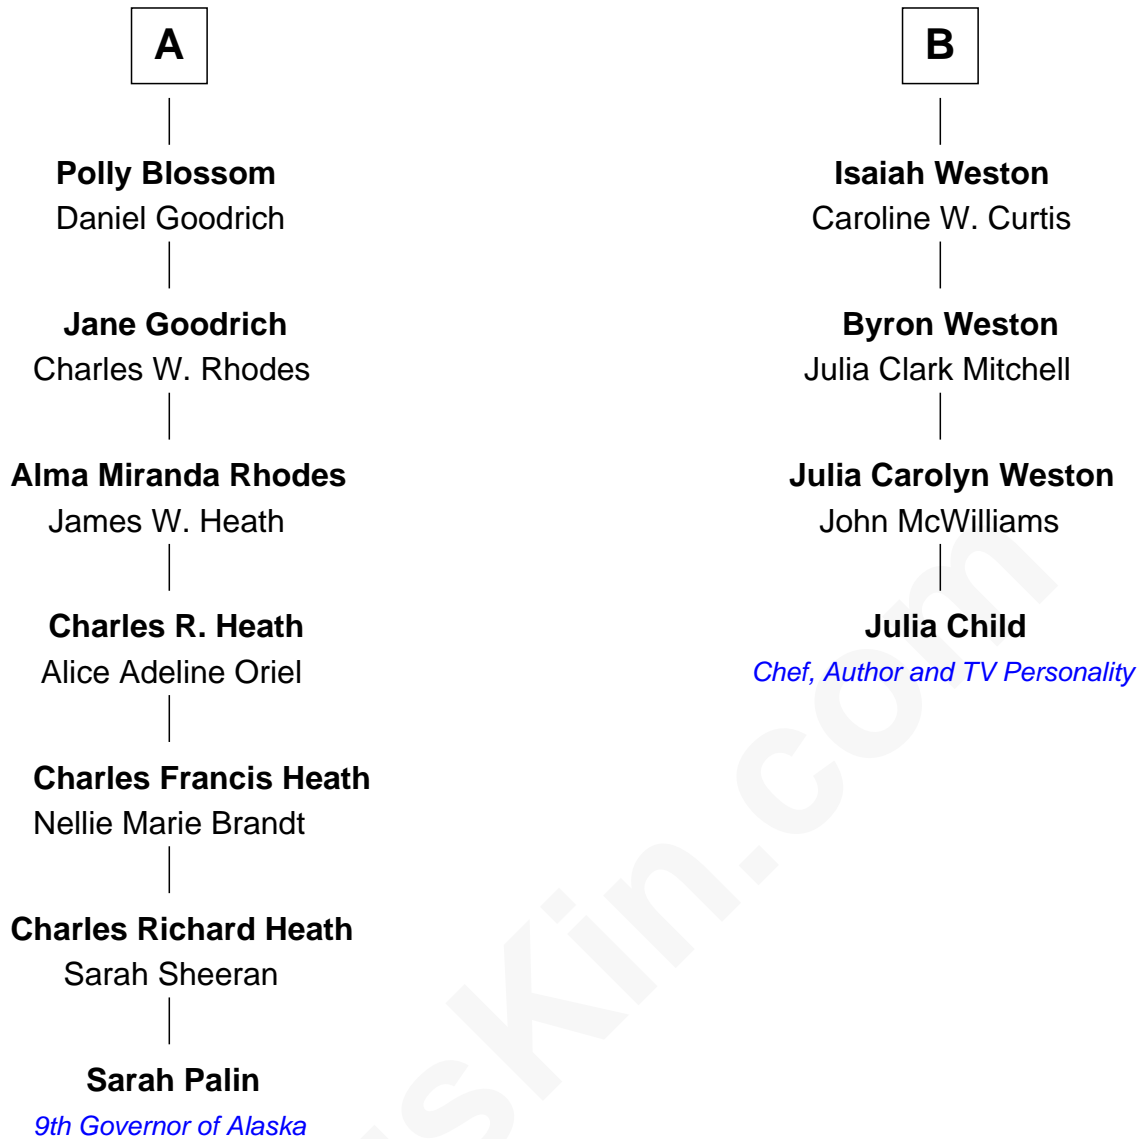 A
Polly Blossom
Daniel Goodrich
Jane Goodrich
Charles W. Rhodes
Alma Miranda Rhodes
James W. Heath
Charles R. Heath
Alice Adeline Oriel
Charles Francis Heath
Nellie Marie Brandt
Charles Richard Heath
Sarah Sheeran
Sarah Palin
9th Governor of Alaska
B
Isaiah Weston
Caroline W. Curtis
Byron Weston
Julia Clark Mitchell
Julia Carolyn Weston
John McWilliams
Julia Child
Chef, Author and TV Personality